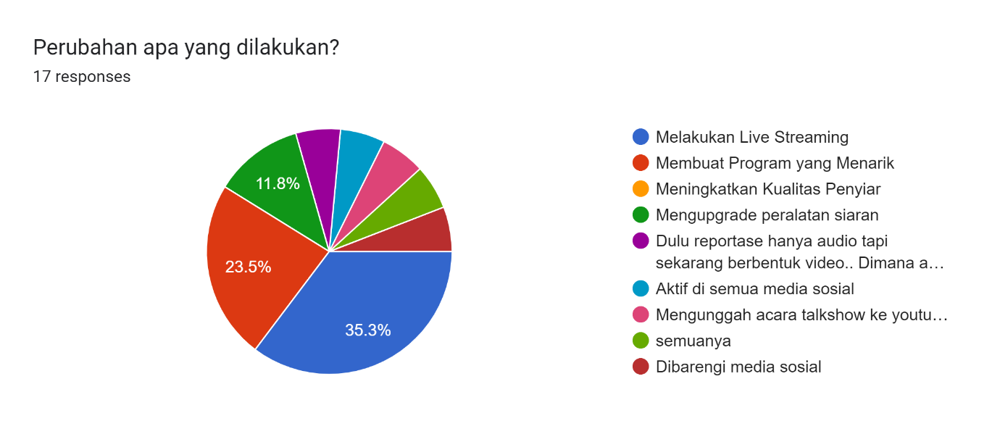 Perubahan apa yang dilakukan?
17 responses
11.8%
23.5%
35.3%
Melakukan Live Streaming
Membuat Program yang Menarik
Meningkatkan Kualitas Penyiar
Mengupgrade peralatan siaran
Dulu reportase hanya audio tapi
sekarang berbentuk video.. Dimana a…
Aktif di semua media sosial
Mengunggah acara talkshow ke youtu…
semuanya
Dibarengi media sosial